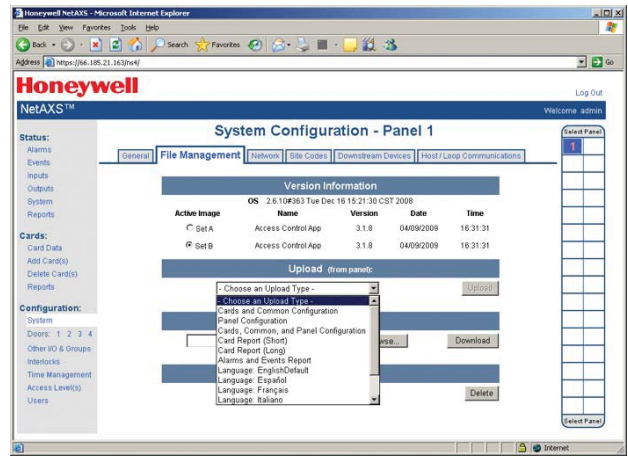 Honeywell NetAXS - Microsoft Internet Explorer
File Edit View Favorites Tools Help
Back Search Favorites
Address https://66.185.21.163/ns4/ Go
Honeywell
Log Out
NetAXS™ Welcome admin
System Configuration - Panel 1
Select Panel
1
General File Management Network Site Codes Downstream Devices Host / Loop Communications
Status:
Alarms
Events
Inputs
Outputs
System
Reports
Cards:
Card Data
Add Card(s)
Delete Card(s)
Reports
Configuration:
System
Doors: 1 2 3 4
Other I/O & Groups
Interlocks
Time Management
Access Level(s)
Users
Version Information
OS 2.6.10#363 Tue Dec 16 15:21:30 CST 2008
Active Image Name Version Date Time
Set A Access Control App 3.1.8 04/09/2009 16:31:31
Set B Access Control App 3.1.8 04/09/2009 16:31:31
Upload (from panel):
- Choose an Upload Type - Upload
- Choose an Upload Type -
Cards and Common Configuration
Panel Configuration
Cards, Common, and Panel Configuration
Card Report (Short)
Card Report (Long)
Alarms and Events Report
Language: EnglishDefault
Language: Español
Language: Français
Language: Italiano
wse... Download
Delete
Select Panel
Internet